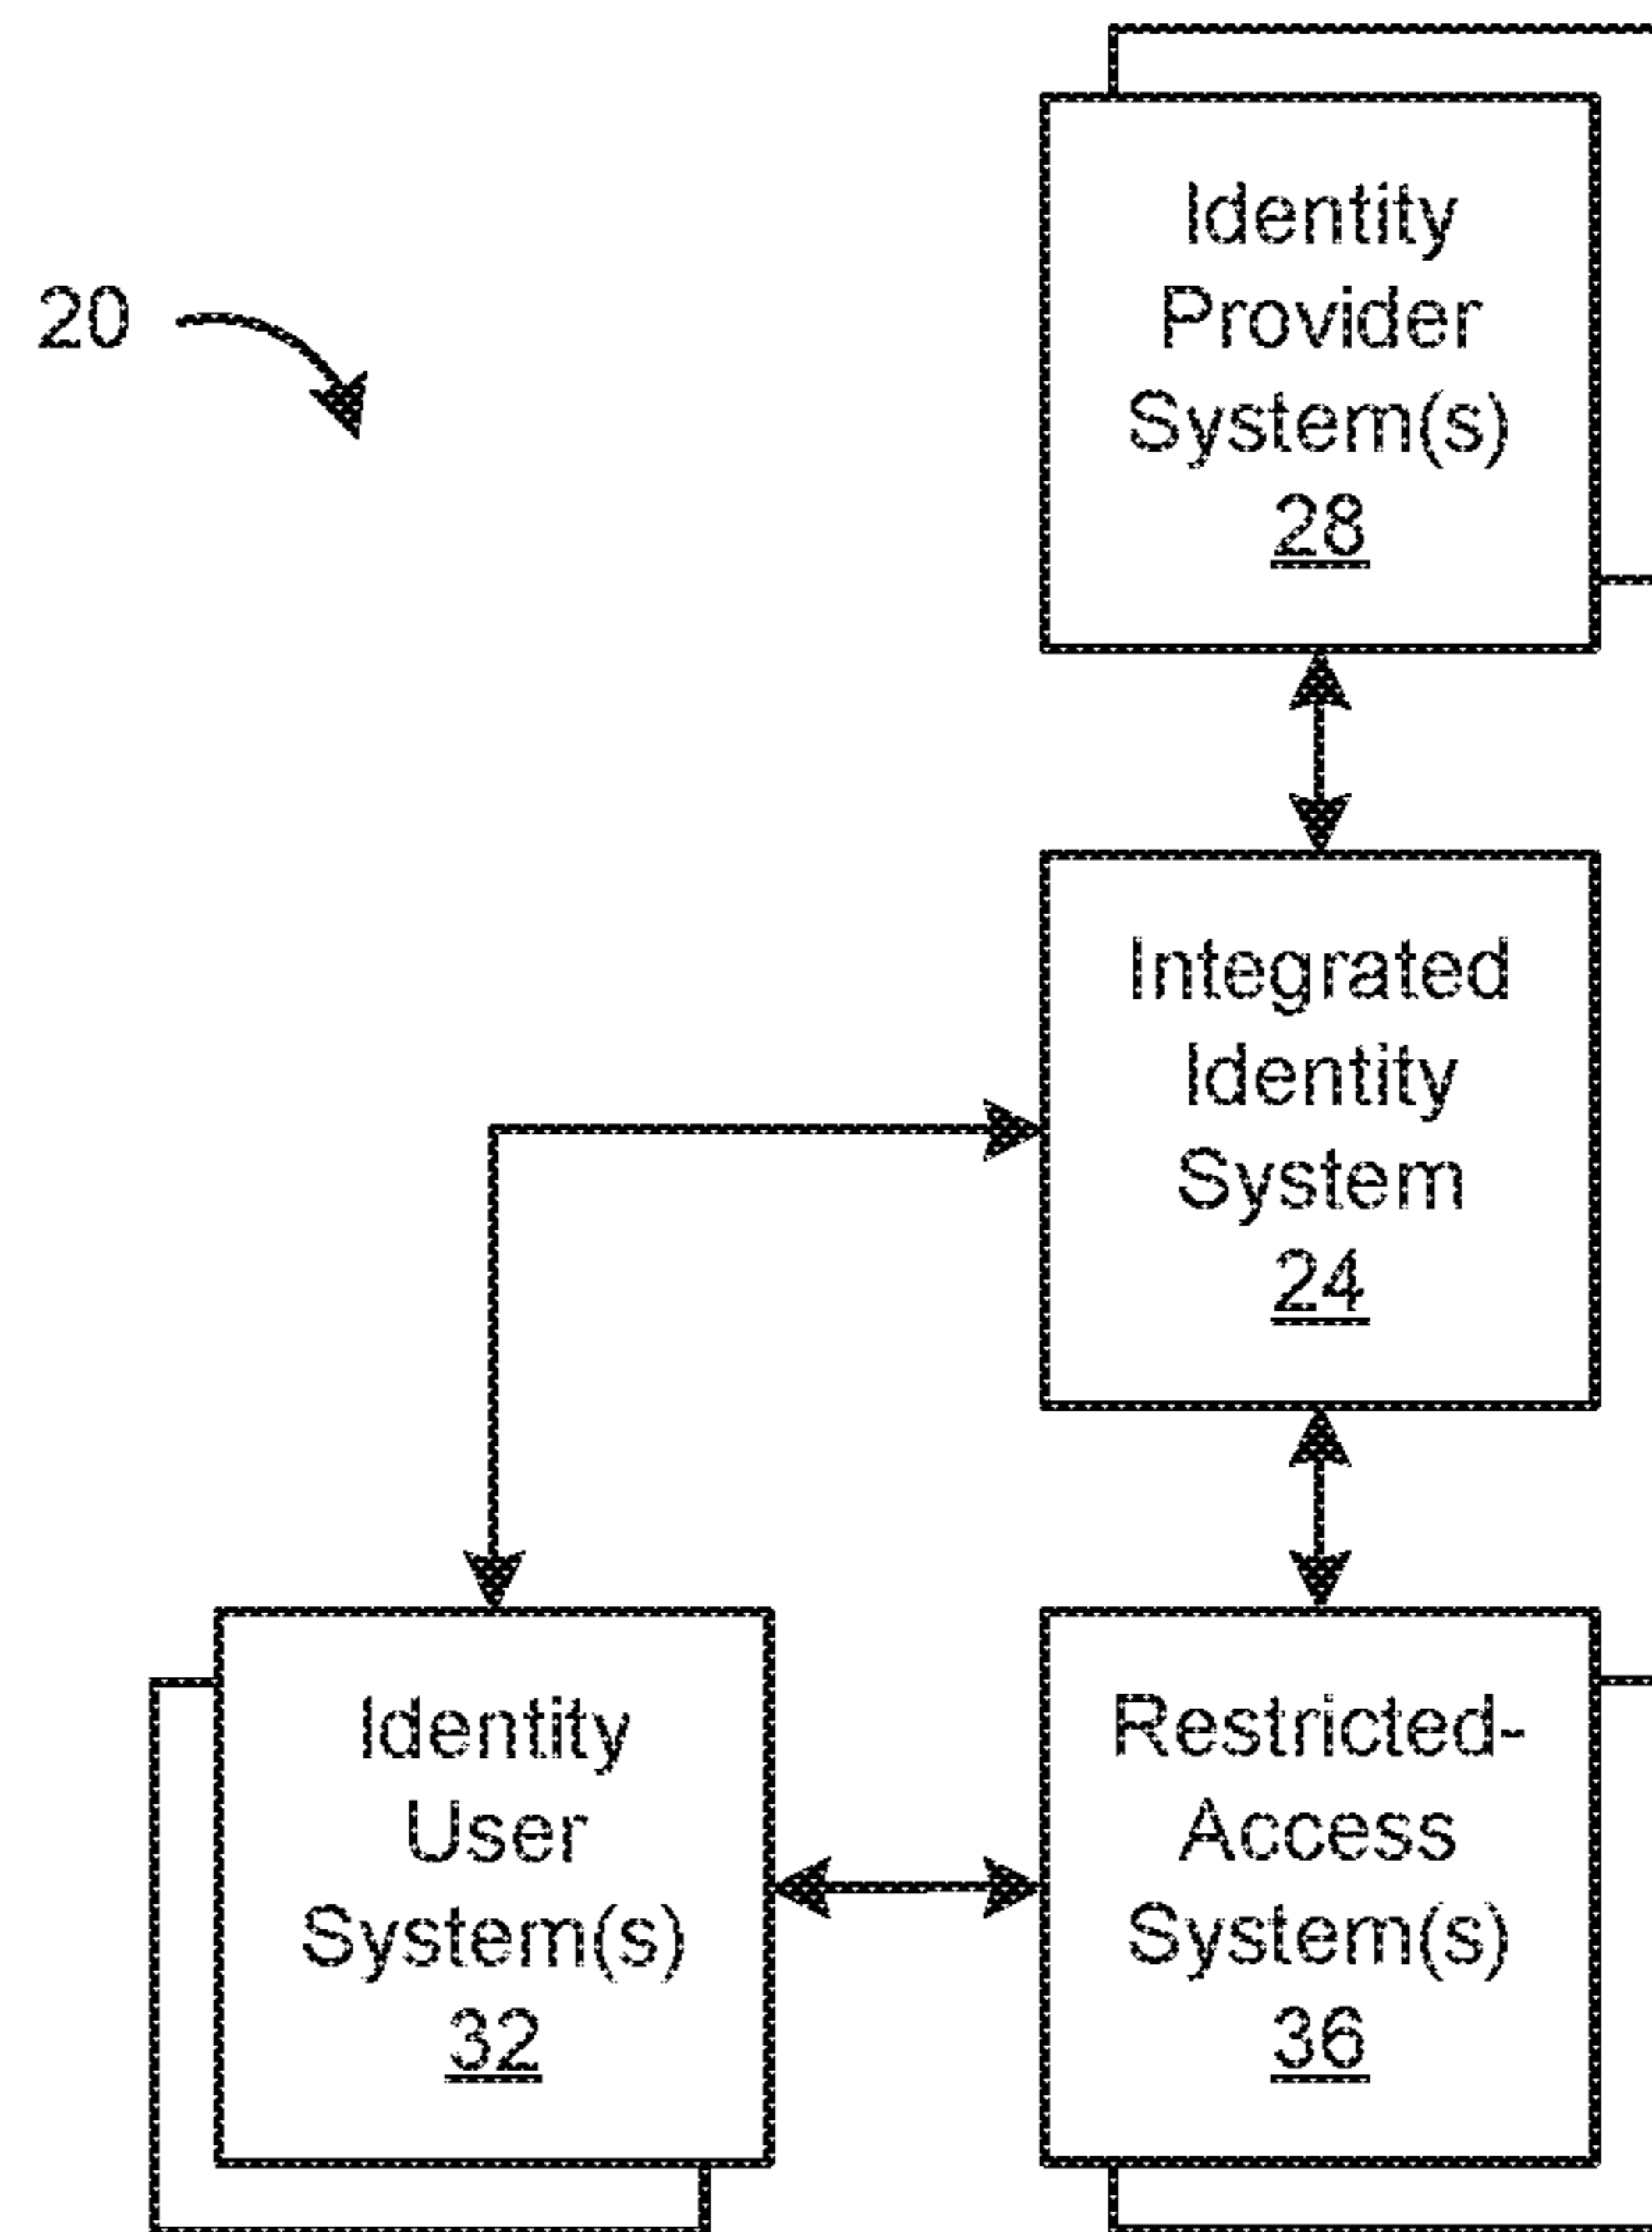 20
Identity
Provider
System(s)
28
Integrated
Identity
System
24
Identity
User
System(s)
32
Restricted-
Access
System(s)
36